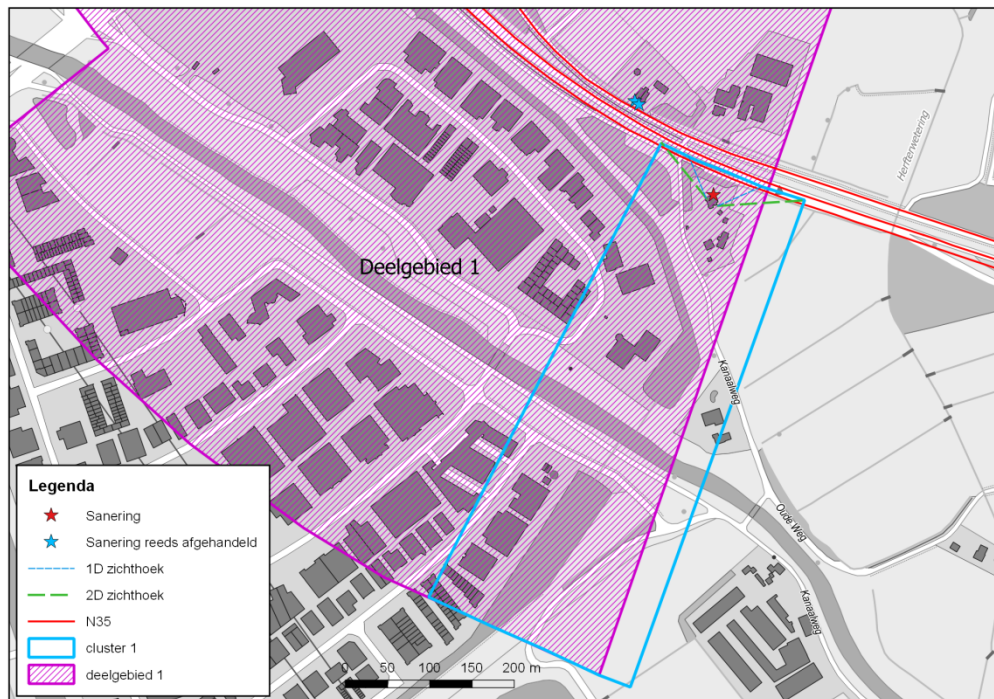 Herfterwetering
Deelgebied 1
Kanaalweg
Oude Weg
Kanaalweg
Legenda
Sanering
Sanering reeds afgehandeld
1D zichthoek
2D zichthoek
N35
cluster 1
deelgebied 1
0 50 100 150 200 m